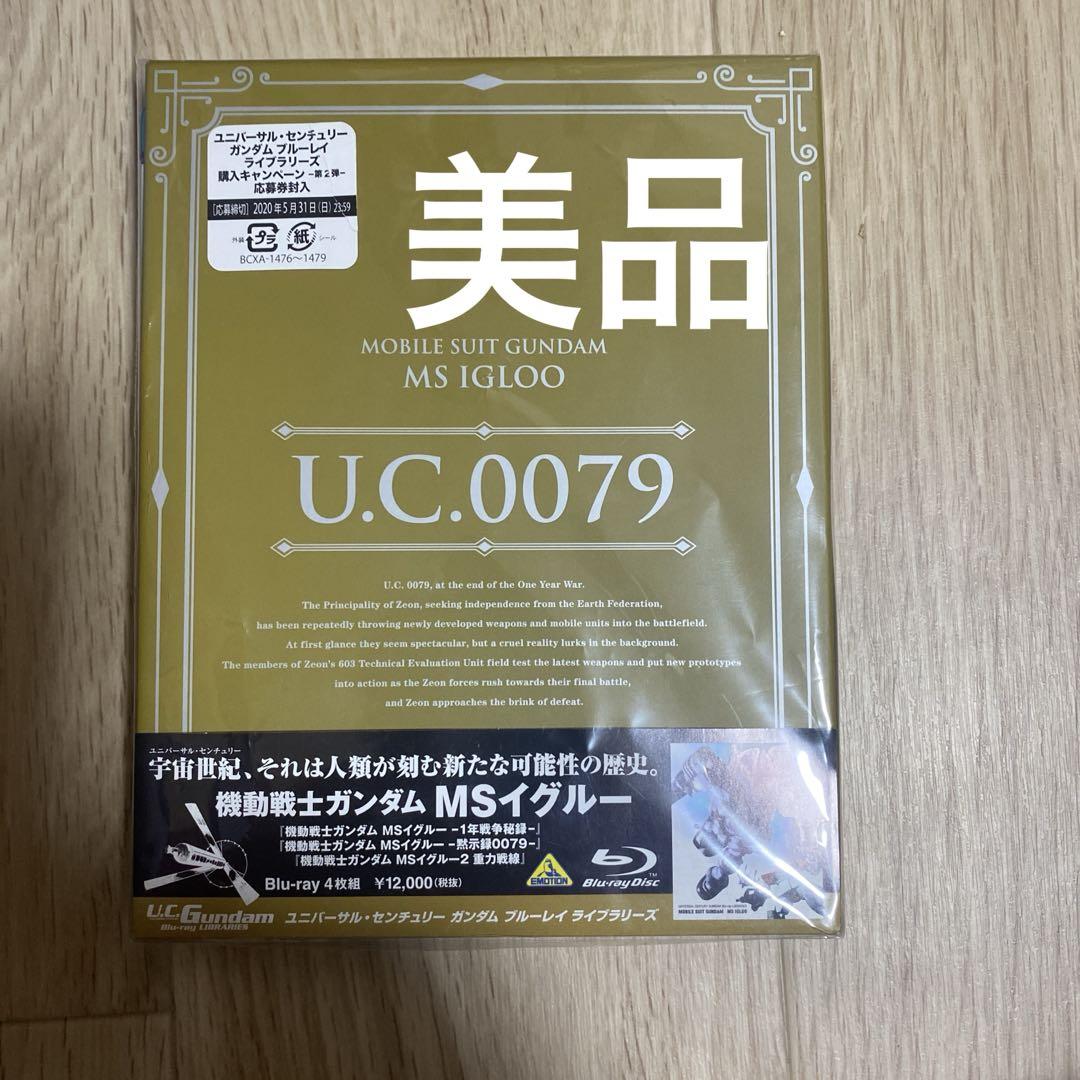 ユニバーサル・センチュリー
ガンダム ブルーレイ
ライブラリーズ
購入キャンペーン -第2弾-
応募券封入
[応募締切] 2020年5月31日(日) 23:59
外装 プラ 紙 シール
BCXA-1476〜1479
美品
MOBILE SUIT GUNDAM
MS IGLOO
U.C.0079
U.C. 0079, at the end of the One Year War.
The Principality of Zeon, seeking independence from the Earth Federation,
has been repeatedly throwing newly developed weapons and mobile units into the battlefield.
At first glance they seem spectacular, but a cruel reality lurks in the background.
The members of Zeon's 603 Technical Evaluation Unit field test the latest weapons and put new prototypes
into action as the Zeon forces rush towards their final battle,
and Zeon approaches the brink of defeat.
ユニバーサル・センチュリー
宇宙世紀、それは人類が刻む新たな可能性の歴史。
機動戦士ガンダム MSイグルー
『機動戦士ガンダム MSイグルー -1年戦争秘録-』
『機動戦士ガンダム MSイグルー -黙示録0079-』
『機動戦士ガンダム MSイグルー2 重力戦線』
Blu-ray 4枚組 ¥12,000(税抜)
EMOTION
Blu-ray Disc™
UNIVERSAL CENTURY GUNDAM Blu-ray LIBRARIES
MOBILE SUIT GUNDAM MS IGLOO
U.C.Gundam
Blu-ray LIBRARIES
ユニバーサル・センチュリー ガンダム ブルーレイ ライブラリーズ